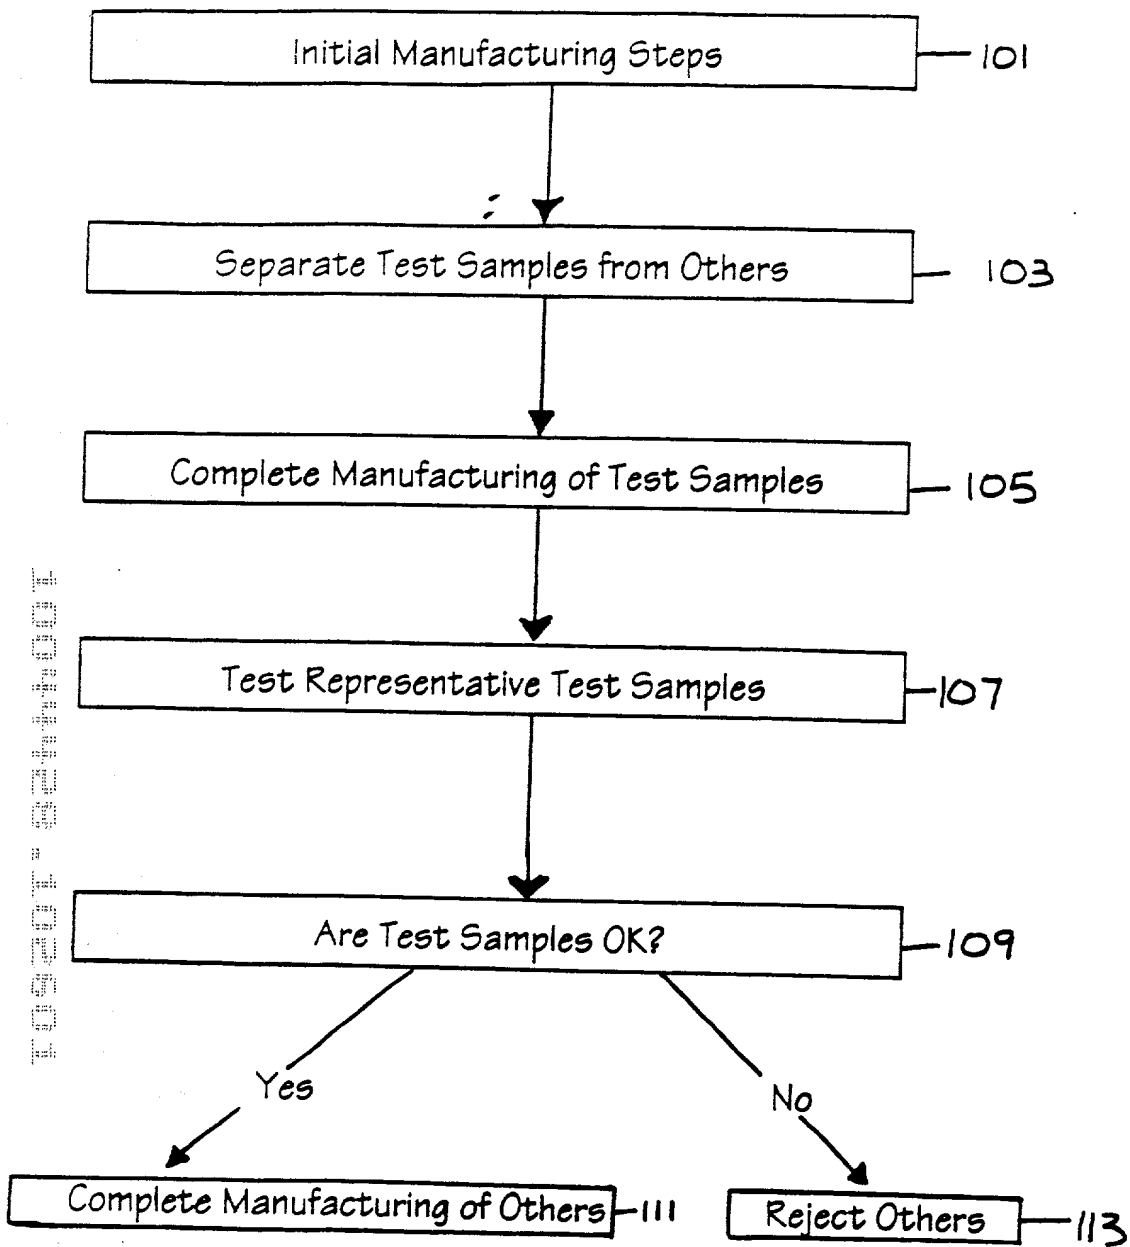 Initial Manufacturing Steps 101
Separate Test Samples from Others 103
Complete Manufacturing of Test Samples 105
Test Representative Test Samples 107
Are Test Samples OK? 109
Yes
No
Complete Manufacturing of Others 111
Reject Others 113